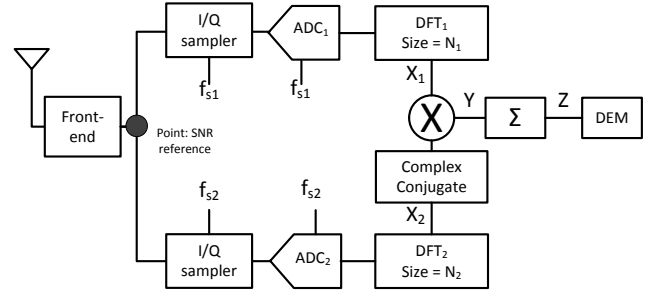 I/Q
sampler
ADC1
DFT1
Size = N1
fs1
fs1
X1
Front-
end
Point: SNR
reference
X
Y
Σ
Z
DEM
Complex
Conjugate
fs2
fs2
X2
I/Q
sampler
ADC2
DFT2
Size = N2